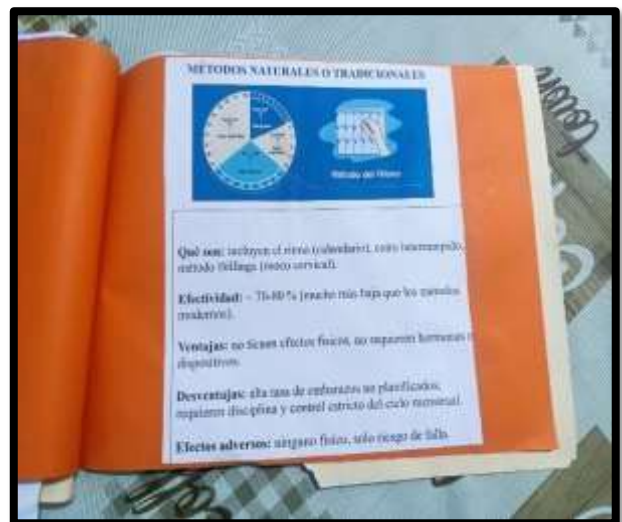 METODOS NATURALES O TRADICIONALES
Método del Ritmo
Qué son: incluyen el ritmo (calendario), coito interrumpido,
método Billings (moco cervical).
Efectividad: ~ 70-80 % (mucho más baja que los métodos
modernos).
Ventajas: no tienen efectos físicos, no requieren hormonas
dispositivos.
Desventajas: alta tasa de embarazos no planificados,
requieren disciplina y control estricto del ciclo menstrual.
Efectos adversos: ninguno físico, solo riesgo de falla.